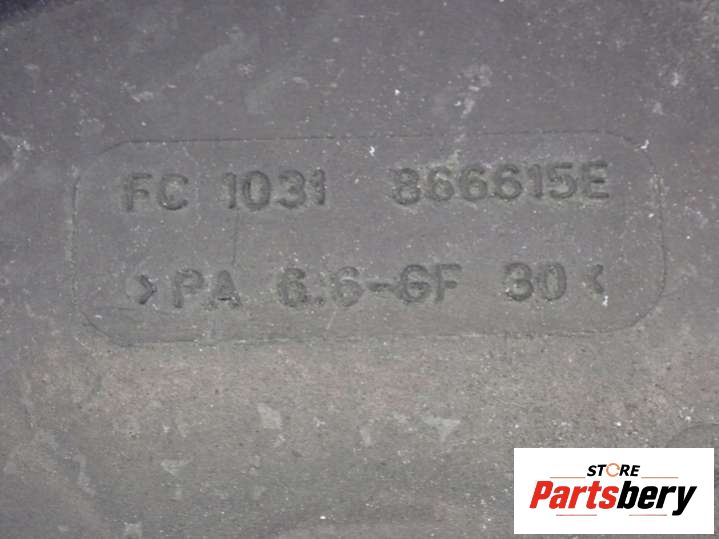 FC 1031 866615E
>PA 6.6-GF 30<
STORE
Partsbery